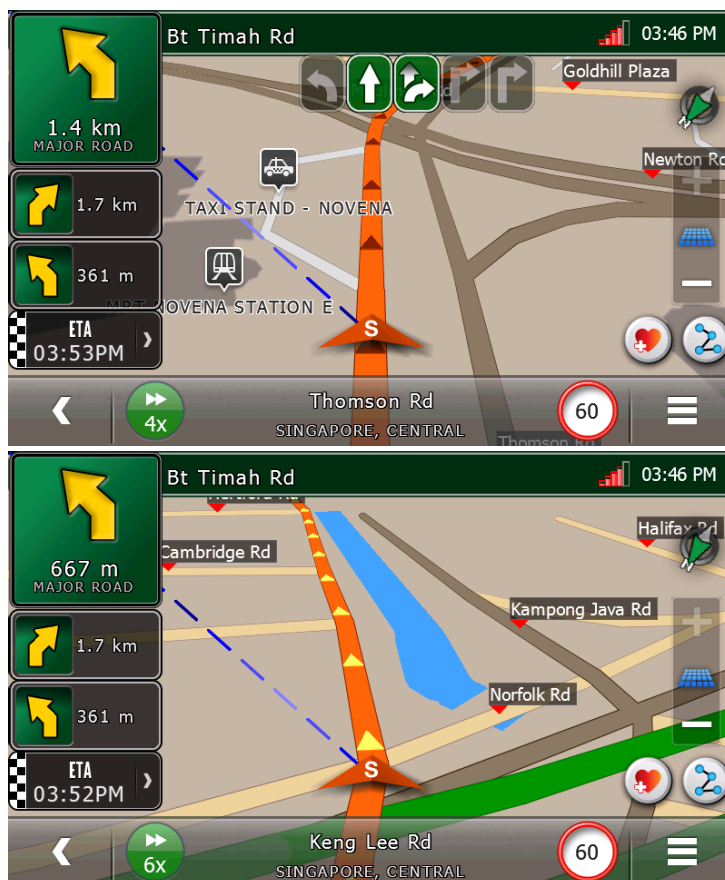 Bt Timah Rd
03:46 PM
1.4 km
MAJOR ROAD
Goldhill Plaza
N
Newton Rd
1.7 km
TAXI STAND - NOVENA
361 m
MRT NOVENA STATION E
ETA
03:53PM
S
4x
Thomson Rd
SINGAPORE, CENTRAL
60
Thomson Rd
Bt Timah Rd
03:46 PM
667 m
MAJOR ROAD
Cambridge Rd
Halifax Rd
N
1.7 km
Kampong Java Rd
361 m
Norfolk Rd
ETA
03:52PM
S
6x
Keng Lee Rd
SINGAPORE, CENTRAL
60